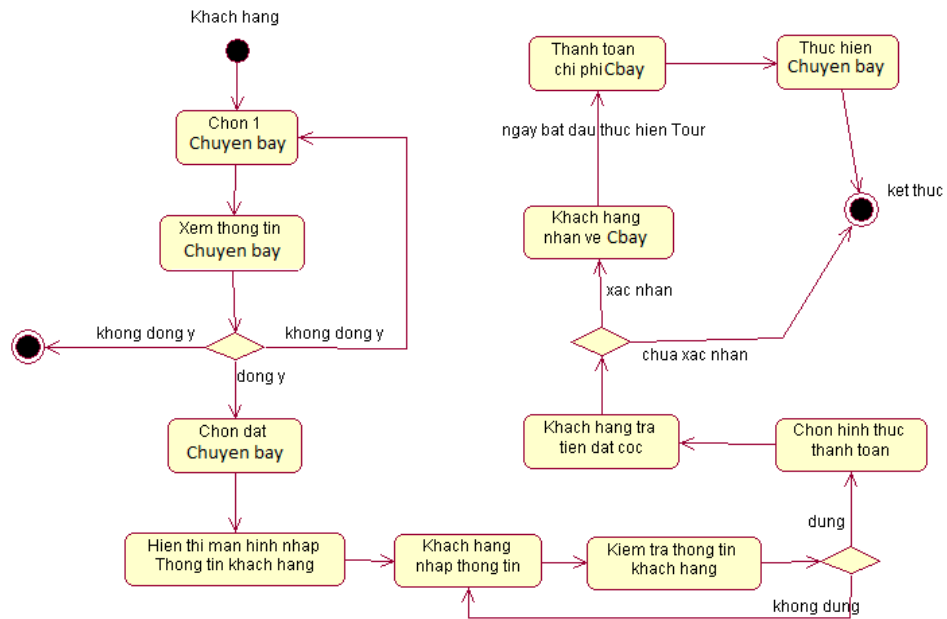 Khach hang
Chon 1
Chuyen bay
Xem thong tin
Chuyen bay
khong dong y
khong dong y
dong y
Chon dat
Chuyen bay
Hien thi man hinh nhap
Thong tin khach hang
Khach hang
nhap thong tin
Kiem tra thong tin
khach hang
khong dung
dung
Chon hinh thuc
thanh toan
Khach hang tra
tien dat coc
chua xac nhan
xac nhan
Khach hang
nhan ve Cbay
ngay bat dau thuc hien Tour
Thanh toan
chi phi Cbay
Thuc hien
Chuyen bay
ket thuc